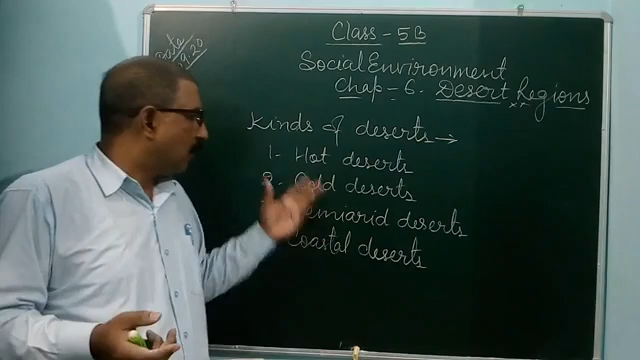 Class - 5B
Social Environment
Chap - 6. Desert Regions
Kinds of deserts →
1- Hot deserts
2- Cold deserts
Semiarid deserts
Coastal deserts